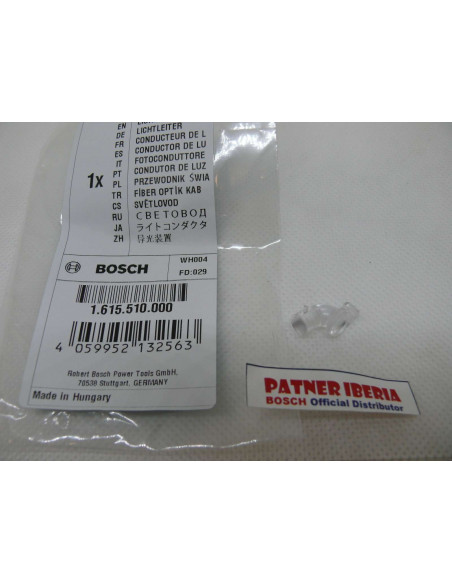 EN
DE LICHTLEITER
FR CONDUCTEUR DE L
ES CONDUCTOR DE LU
IT FOTOCONDUTTORE
PT CONDUTOR DE LUZ
1x
PL PRZEWODNIK ŚWIA
TR FİBER OPTİK KAB
CS SVĚTLOVOD
RU СВЕТОВОД
JA ライトコンダクタ
ZH 导光装置
BOSCH
WH004
FD:029
1.615.510.000
4 059952 132563
Robert Bosch Power Tools GmbH,
70538 Stuttgart, GERMANY
Made in Hungary
PATNER IBERIA
BOSCH Official Distributor